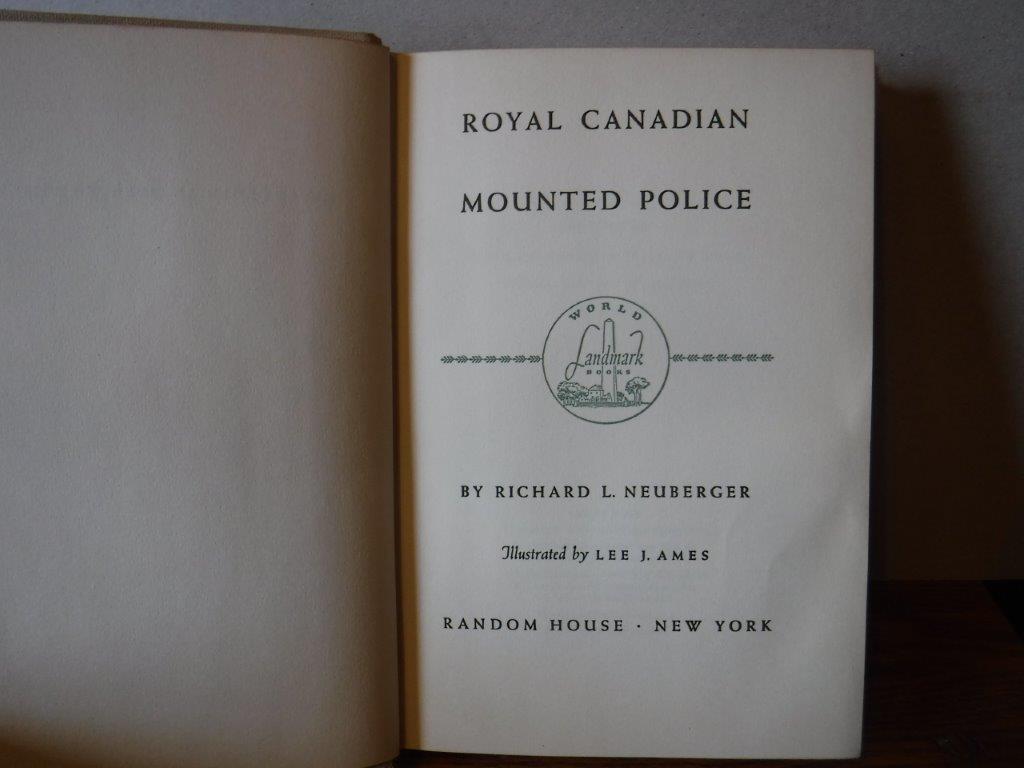 ROYAL CANADIAN
MOUNTED POLICE
WORLD
Landmark
BOOKS
BY RICHARD L. NEUBERGER
Illustrated by LEE J. AMES
RANDOM HOUSE · NEW YORK